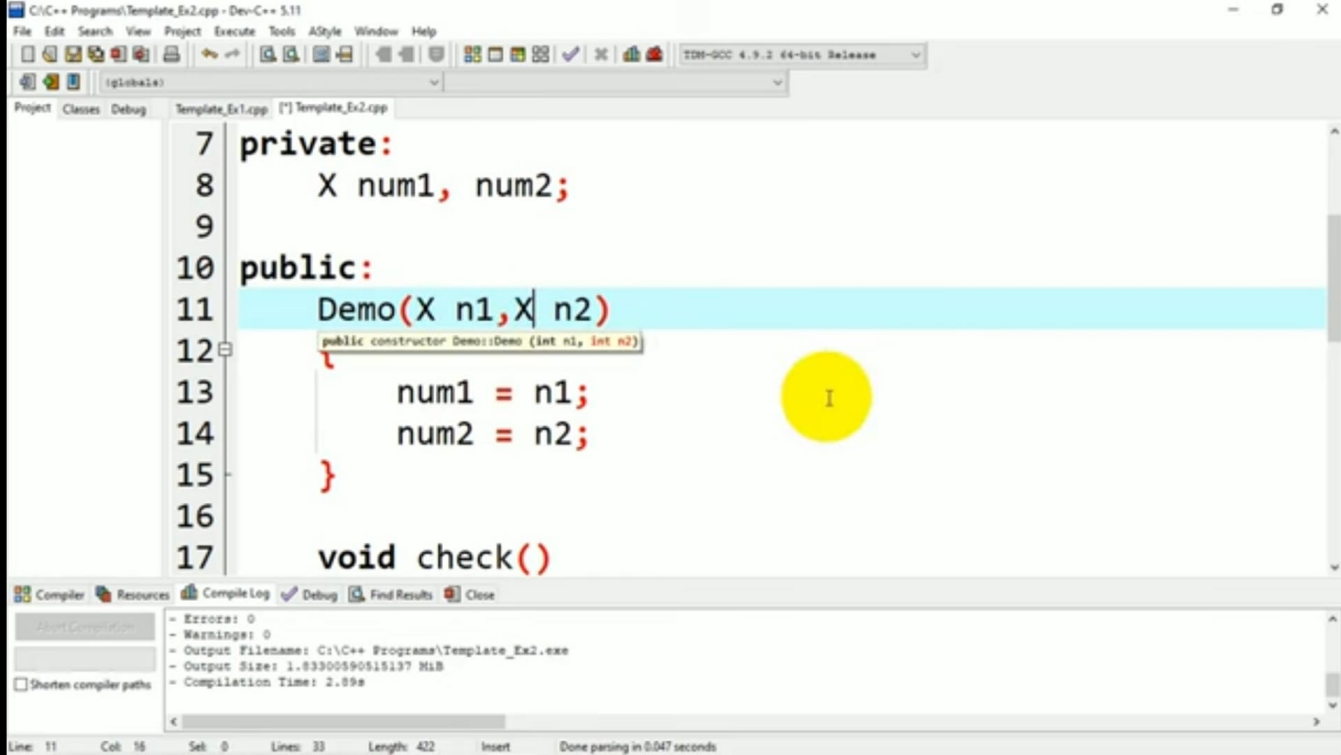 C:\C++ Programs\Template_Ex2.cpp - Dev-C++ 5.11
File Edit Search View Project Execute Tools AStyle Window Help
TDM-GCC 4.9.2 64-bit Release
(globals)
Project Classes Debug Template_Ex1.cpp [*] Template_Ex2.cpp
7 private:
8 X num1, num2;
9
10 public:
11 Demo(X n1,X n2)
public constructor Demo::Demo (int n1, int n2)
12 {
13 num1 = n1;
14 num2 = n2;
15 }
16
17 void check()
Compiler Resources Compile Log Debug Find Results Close
Abort Compilation
- Errors: 0
- Warnings: 0
- Output Filename: C:\C++ Programs\Template_Ex2.exe
- Output Size: 1.83300590515137 MiB
- Compilation Time: 2.89s
Shorten compiler paths
Line: 11 Col: 16 Sel: 0 Lines: 33 Length: 422 Insert Done parsing in 0.047 seconds